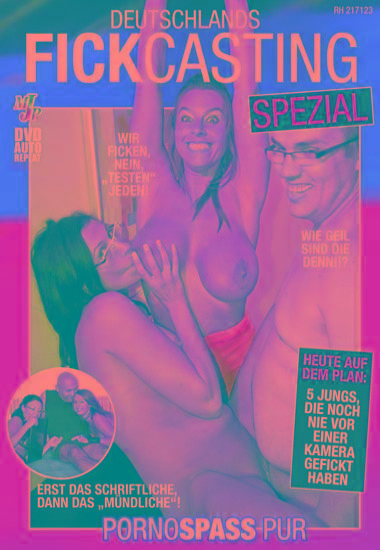 RH 217123
DEUTSCHLANDS
FICKCASTING
SPEZIAL
MJP
DVD
AUTO
REPEAT
WIR
FICKEN,
NEIN,
„TESTEN“
JEDEN!
WIE GEIL
SIND DIE
DENN!?
HEUTE AUF
DEM PLAN:
5 JUNGS,
DIE NOCH
NIE VOR
EINER
KAMERA
GEFICKT
HABEN
ERST DAS SCHRIFTLICHE,
DANN DAS „MÜNDLICHE“!
PORNOSPASS PUR